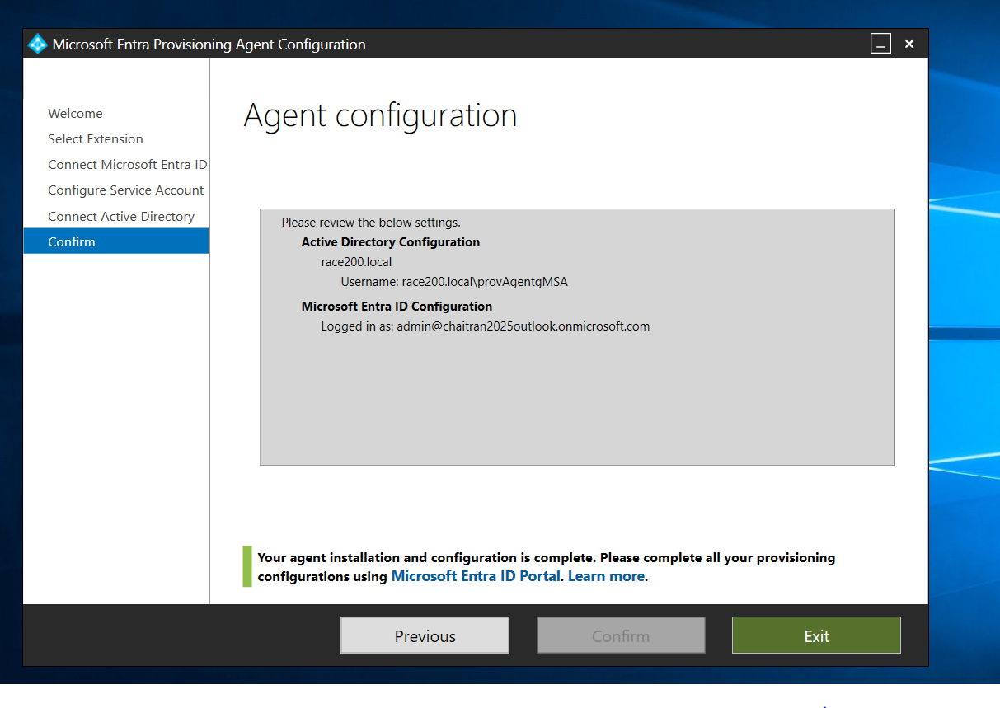 Microsoft Entra Provisioning Agent Configuration
Welcome
Select Extension
Connect Microsoft Entra ID
Configure Service Account
Connect Active Directory
Confirm
Agent configuration
Please review the below settings.
Active Directory Configuration
race200.local
Username: race200.local\provAgentgMSA
Microsoft Entra ID Configuration
Logged in as: admin@chaitran2025outlook.onmicrosoft.com
Your agent installation and configuration is complete. Please complete all your provisioning
configurations using Microsoft Entra ID Portal. Learn more.
Previous
Confirm
Exit